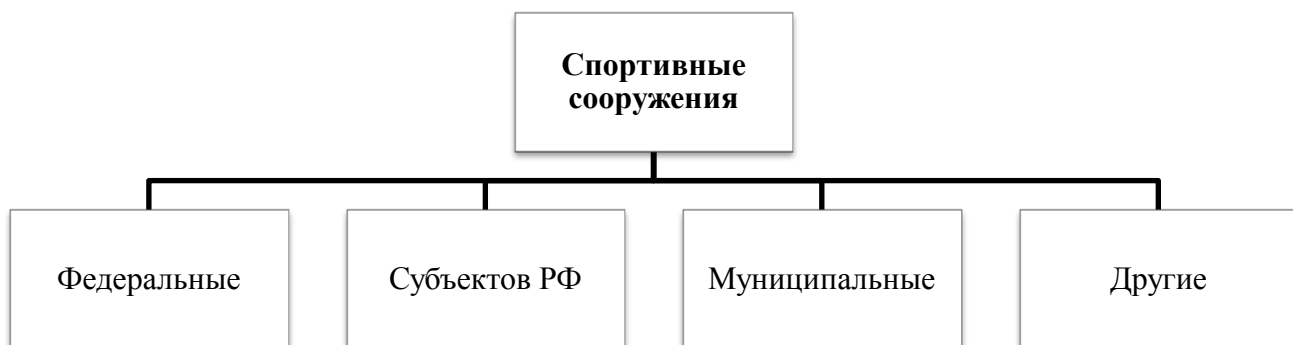 Спортивные
сооружения
Федеральные
Субъектов РФ
Муниципальные
Другие